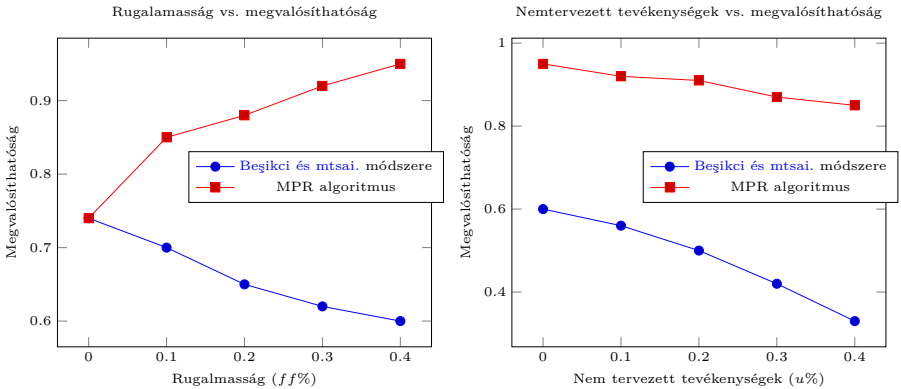 Rugalamasság vs. megvalósíthatóság
Megvalósíthatóság
0.9
0.8
0.7
0.6
Beşikci és mtsai. módszere
MPR algoritmus
0
0.1
0.2
0.3
0.4
Rugalmasság (ff%)
Nemtervezett tevékenységek vs. megvalósíthatóság
Megvalósíthatóság
1
0.8
0.6
0.4
Beşikci és mtsai. módszere
MPR algoritmus
0
0.1
0.2
0.3
0.4
Nem tervezett tevékenységek (u%)